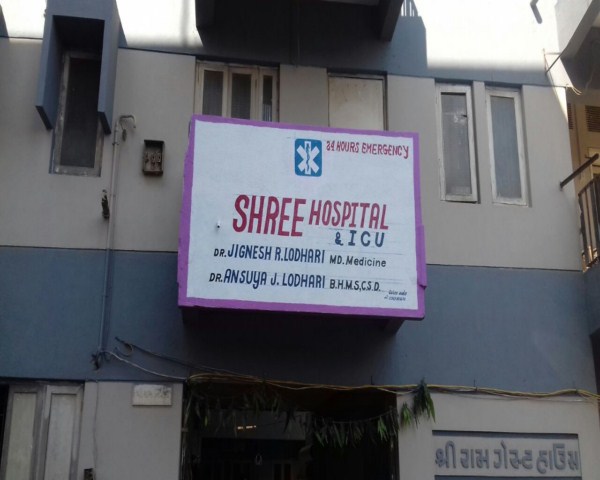 24 HOURS EMERGENCY
SHREE HOSPITAL
& ICU
DR. JIGNESH R. LODHARI MD. Medicine
DR. ANSUYA J. LODHARI B.H.M.S, C.S.D.
શ્રી રામ ગેસ્ટ હાઉસ